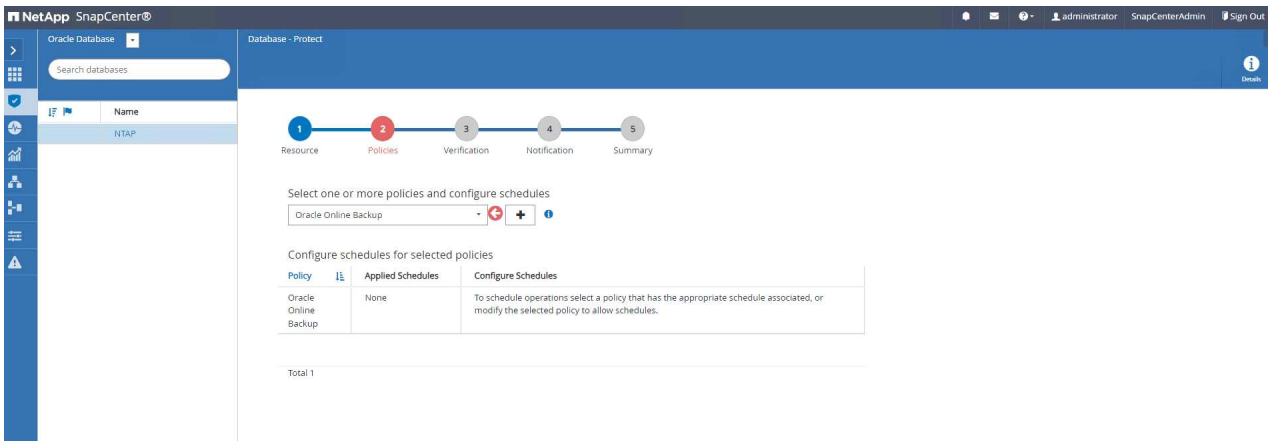 NetApp SnapCenter®
administrator SnapCenterAdmin Sign Out
Oracle Database
Database - Protect
Search databases
Details
Name
NTAP
1 2 3 4 5
Resource Policies Verification Notification Summary
Select one or more policies and configure schedules
Oracle Online Backup
Configure schedules for selected policies
Policy Applied Schedules Configure Schedules
Oracle Online Backup None To schedule operations select a policy that has the appropriate schedule associated, or
modify the selected policy to allow schedules.
Total 1